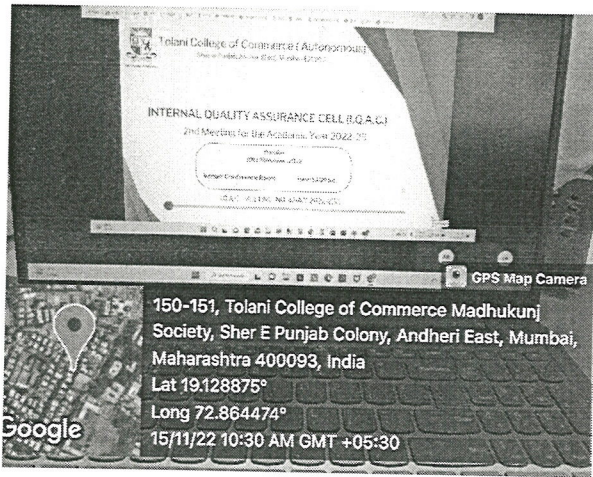 Tolani College of Commerce (Autonomous)
INTERNAL QUALITY ASSURANCE CELL (I.Q.A.C.)
2nd Meeting for the Academic Year 2022-23
GPS Map Camera
150-151, Tolani College of Commerce Madhukunj
Society, Sher E Punjab Colony, Andheri East, Mumbai,
Maharashtra 400093, India
Lat 19.128875°
Long 72.864474°
15/11/22 10:30 AM GMT +05:30
Google